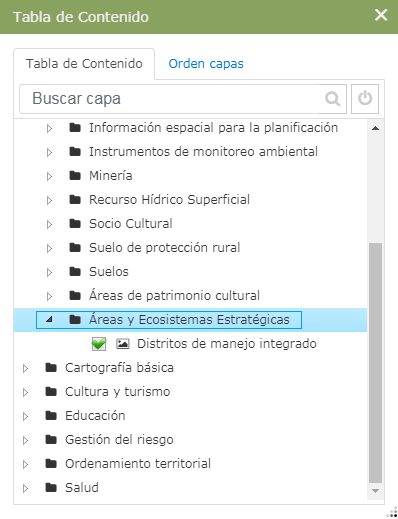 Tabla de Contenido
Tabla de Contenido
Orden capas
Buscar capa
Información espacial para la planificación
Instrumentos de monitoreo ambiental
Minería
Recurso Hídrico Superficial
Socio Cultural
Suelo de protección rural
Suelos
Áreas de patrimonio cultural
Áreas y Ecosistemas Estratégicas
Distritos de manejo integrado
Cartografía básica
Cultura y turismo
Educación
Gestión del riesgo
Ordenamiento territorial
Salud